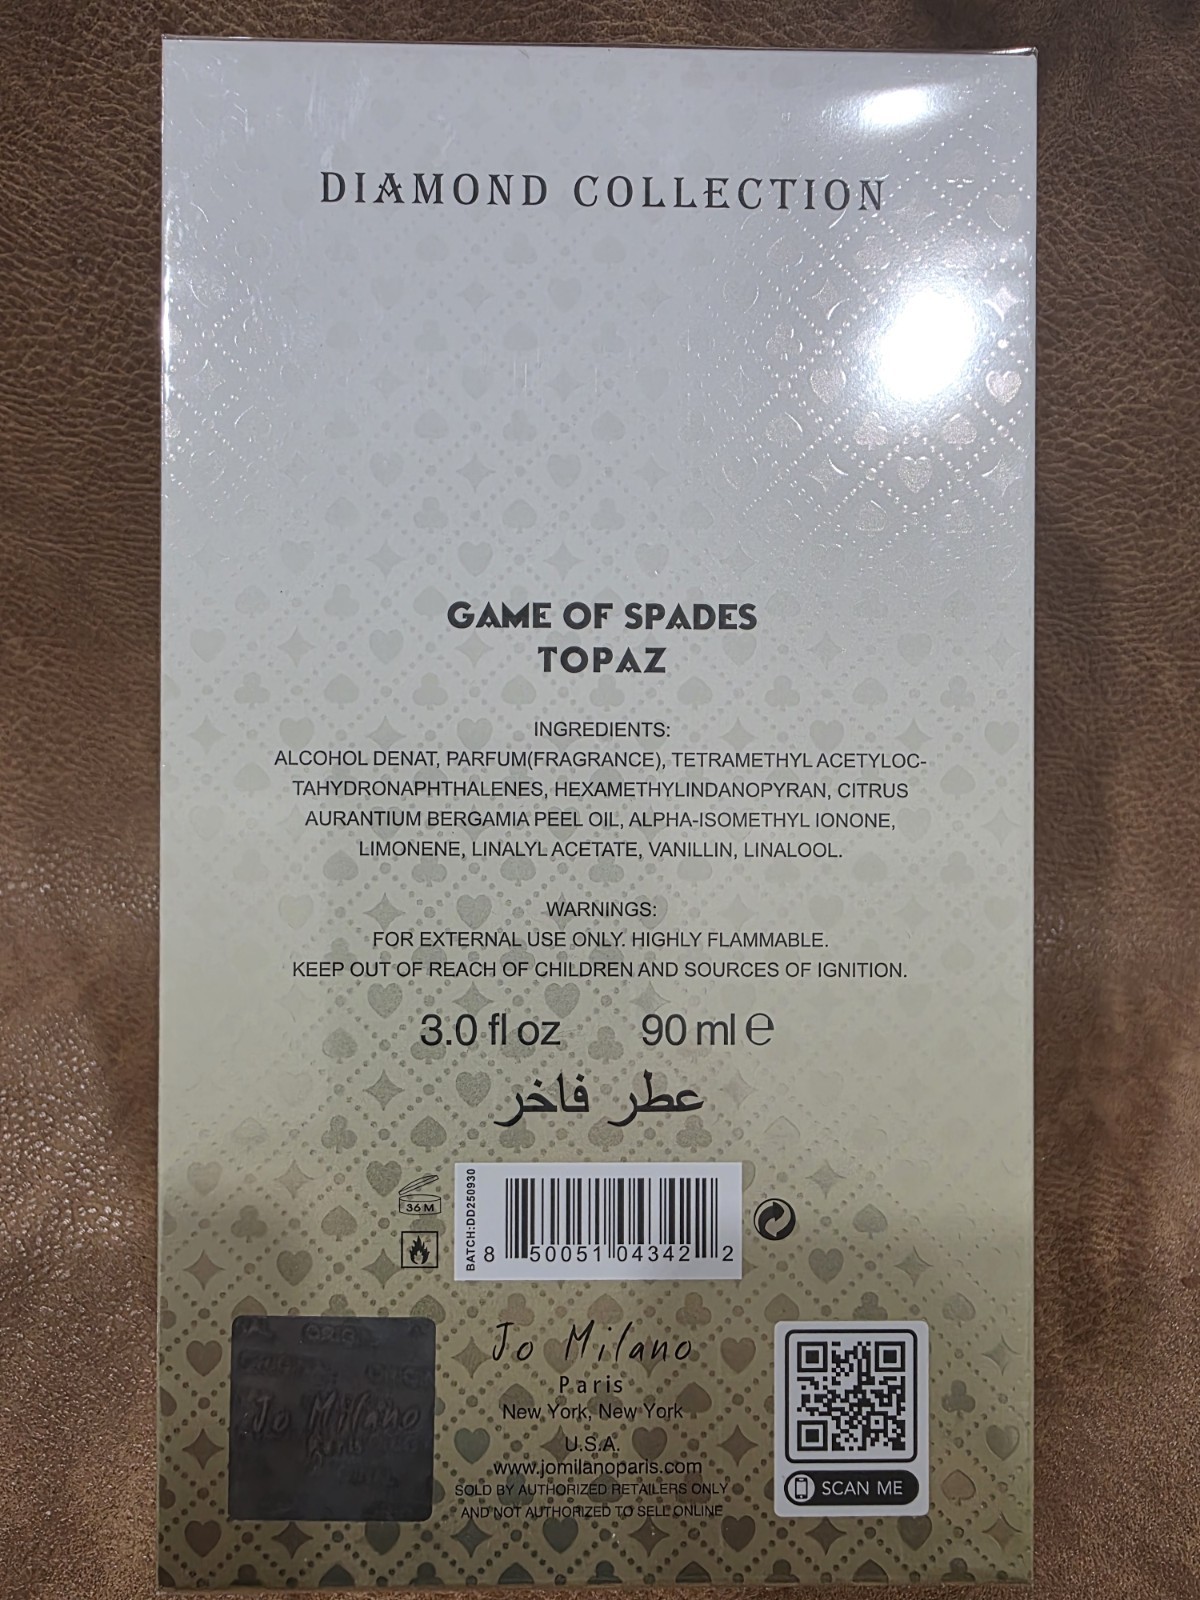 DIAMOND COLLECTION
GAME OF SPADES
TOPAZ
INGREDIENTS:
ALCOHOL DENAT, PARFUM(FRAGRANCE), TETRAMETHYL ACETYLOC-
TAHYDRONAPHTHALENES, HEXAMETHYLINDANOPYRAN, CITRUS
AURANTIUM BERGAMIA PEEL OIL, ALPHA-ISOMETHYL IONONE,
LIMONENE, LINALYL ACETATE, VANILLIN, LINALOOL.
WARNINGS:
FOR EXTERNAL USE ONLY. HIGHLY FLAMMABLE.
KEEP OUT OF REACH OF CHILDREN AND SOURCES OF IGNITION.
3.0 fl oz 90 ml e
عطر فاخر
36 M
BATCH:DD250930
8 50051 04342 2
Jo Milano
Paris
New York, New York
U.S.A.
www.jomilanoparis.com
SOLD BY AUTHORIZED RETAILERS ONLY
AND NOT AUTHORIZED TO SELL ONLINE
Jo Milano
Paris
SCAN ME